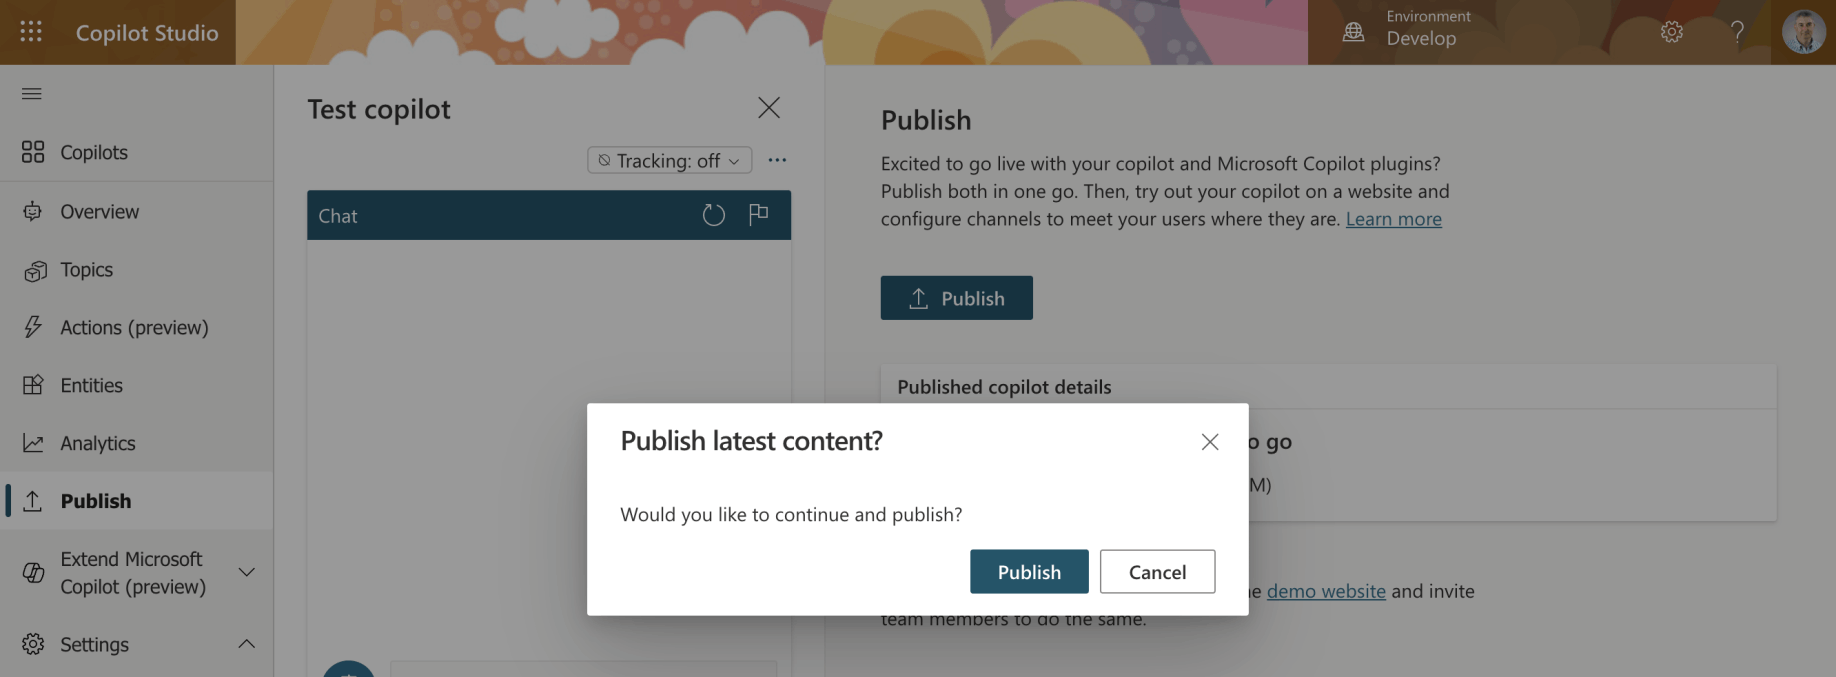 Copilot Studio
Environment
Develop
Copilots
Overview
Topics
Actions (preview)
Entities
Analytics
Publish
Extend Microsoft
Copilot (preview)
Settings
Test copilot
Tracking: off
Chat
Publish
Excited to go live with your copilot and Microsoft Copilot plugins?
Publish both in one go. Then, try out your copilot on a website and
configure channels to meet your users where they are. Learn more
Publish
Published copilot details
o go
M)
demo website and invite
team members to do the same.
Publish latest content?
Would you like to continue and publish?
Publish
Cancel